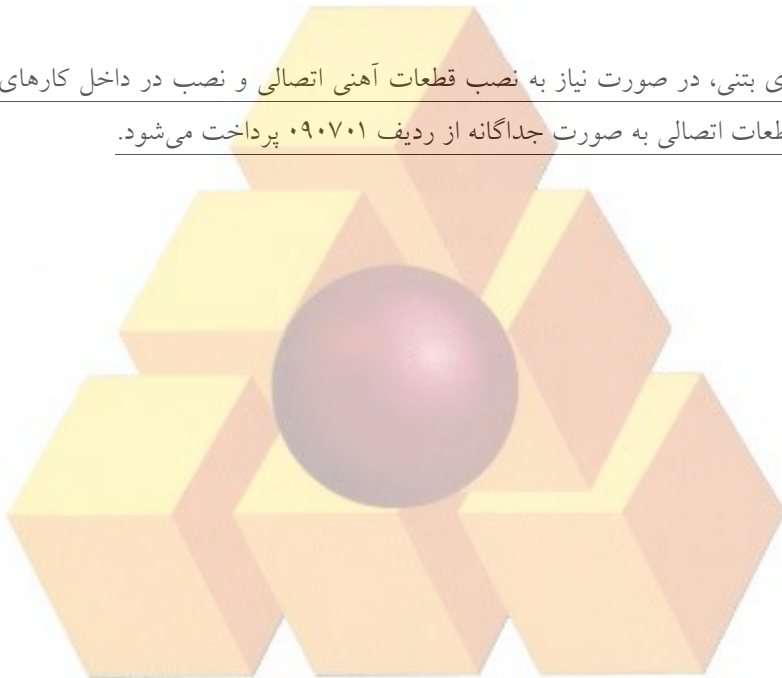 ی بتنی، در صورت نیاز به نصب قطعات آهنی اتصالی و نصب در داخل کارهای
طعات اتصالی به صورت جداگانه از ردیف ۰۹۰۷۰۱ پرداخت می‌شود.